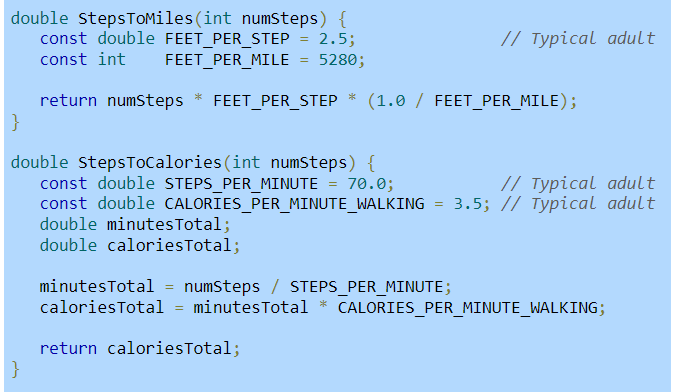 double StepsToMiles(int numSteps) {
   const double FEET_PER_STEP = 2.5;               // Typical adult
   const int    FEET_PER_MILE = 5280;

   return numSteps * FEET_PER_STEP * (1.0 / FEET_PER_MILE);
}

double StepsToCalories(int numSteps) {
   const double STEPS_PER_MINUTE = 70.0;           // Typical adult
   const double CALORIES_PER_MINUTE_WALKING = 3.5; // Typical adult
   double minutesTotal;
   double caloriesTotal;

   minutesTotal = numSteps / STEPS_PER_MINUTE;
   caloriesTotal = minutesTotal * CALORIES_PER_MINUTE_WALKING;

   return caloriesTotal;
}